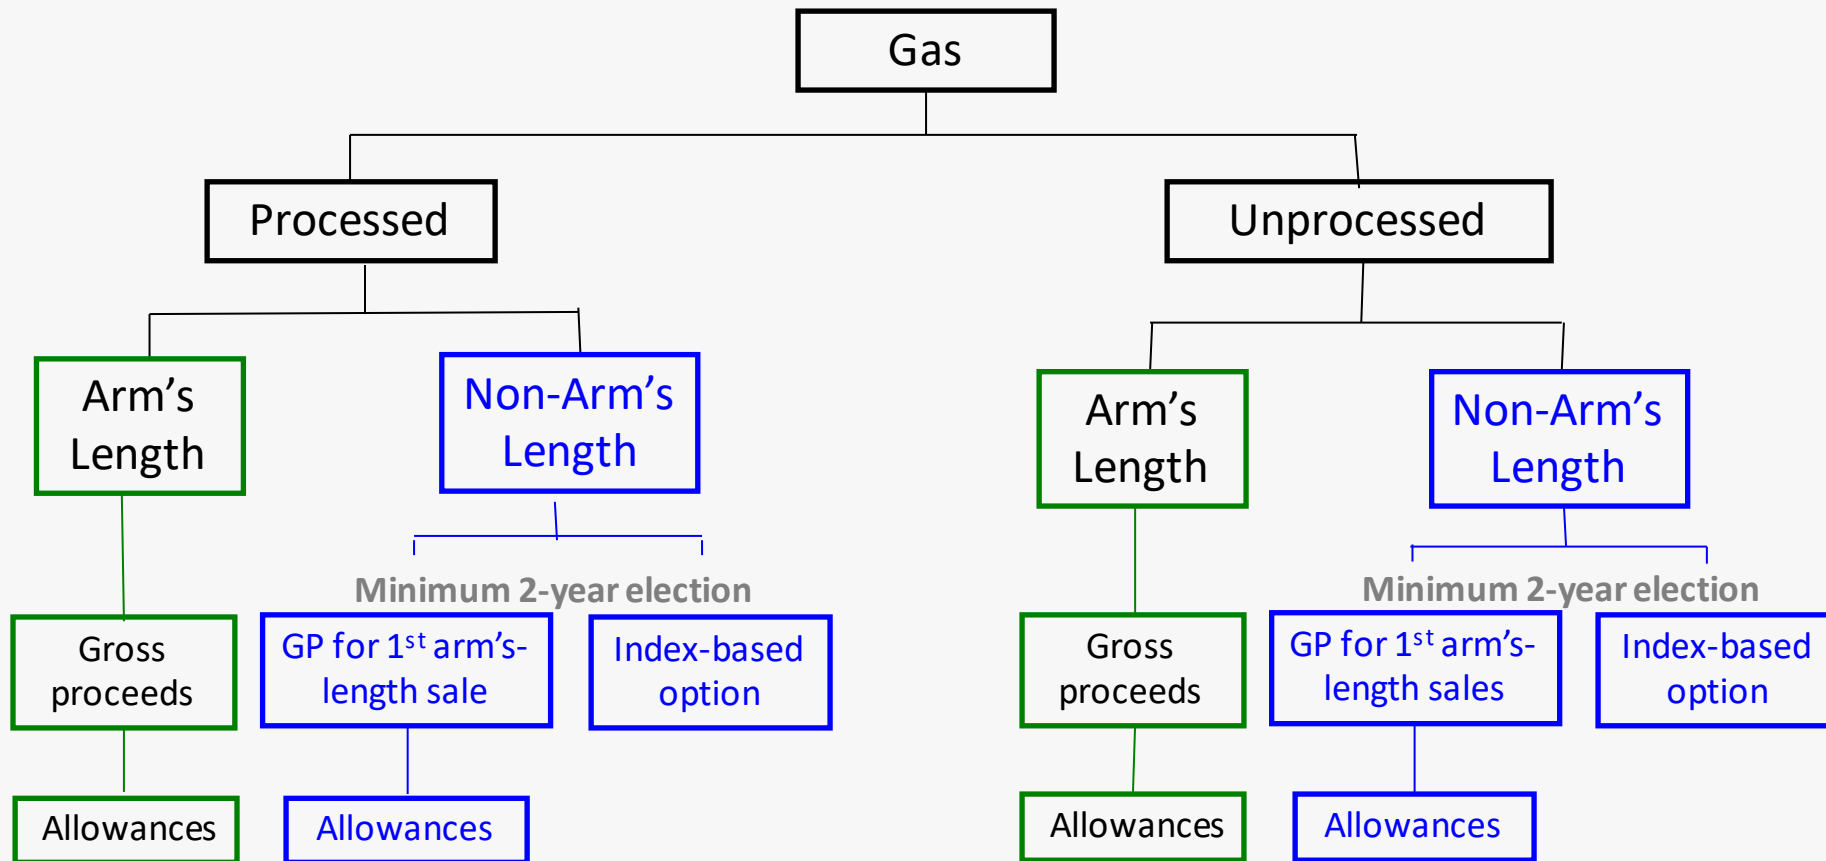 Gas
Processed
Unprocessed
Arm’s
Length
Non-Arm’s
Length
Arm’s
Length
Non-Arm’s
Length
Minimum 2-year election
Minimum 2-year election
Gross
proceeds
GP for 1st arm’s-
length sale
Index-based
option
Gross
proceeds
GP for 1st arm’s-
length sales
Index-based
option
Allowances
Allowances
Allowances
Allowances